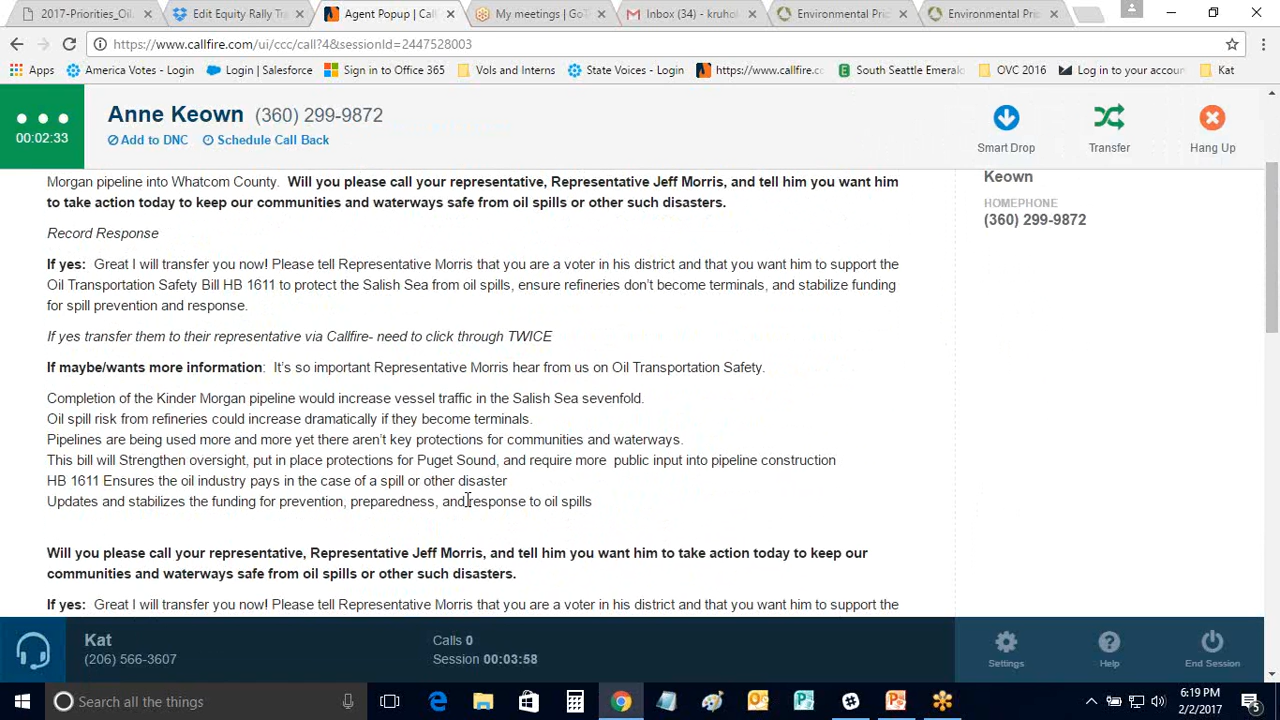 2017-Priorities_Oil.
Edit Equity Rally Tra
Agent Popup | Call
My meetings | GoTo
Inbox (34) - kruhol
Environmental Pric
Environmental Pric
https://www.callfire.com/ui/ccc/call?4&sessionId=2447528003
Apps
America Votes - Login
Login | Salesforce
Sign in to Office 365
Vols and Interns
State Voices - Login
https://www.callfire.co
South Seattle Emeral
OVC 2016
Log in to your accou
Kat
00:02:33
Anne Keown (360) 299-9872
Add to DNC
Schedule Call Back
Smart Drop
Transfer
Hang Up
Morgan pipeline into Whatcom County. Will you please call your representative, Representative Jeff Morris, and tell him you want him
to take action today to keep our communities and waterways safe from oil spills or other such disasters.
Record Response
If yes: Great I will transfer you now! Please tell Representative Morris that you are a voter in his district and that you want him to support the
Oil Transportation Safety Bill HB 1611 to protect the Salish Sea from oil spills, ensure refineries don't become terminals, and stabilize funding
for spill prevention and response.
If yes transfer them to their representative via Callfire- need to click through TWICE
If maybe/wants more information: It's so important Representative Morris hear from us on Oil Transportation Safety.
Completion of the Kinder Morgan pipeline would increase vessel traffic in the Salish Sea sevenfold.
Oil spill risk from refineries could increase dramatically if they become terminals.
Pipelines are being used more and more yet there aren't key protections for communities and waterways.
This bill will Strengthen oversight, put in place protections for Puget Sound, and require more public input into pipeline construction
HB 1611 Ensures the oil industry pays in the case of a spill or other disaster
Updates and stabilizes the funding for prevention, preparedness, and response to oil spills
Will you please call your representative, Representative Jeff Morris, and tell him you want him to take action today to keep our
communities and waterways safe from oil spills or other such disasters.
If yes: Great I will transfer you now! Please tell Representative Morris that you are a voter in his district and that you want him to support the
Keown
HOMEPHONE
(360) 299-9872
Kat
(206) 566-3607
Calls 0
Session 00:03:58
Settings
Help
End Session
Search all the things
6:19 PM
2/2/2017
5